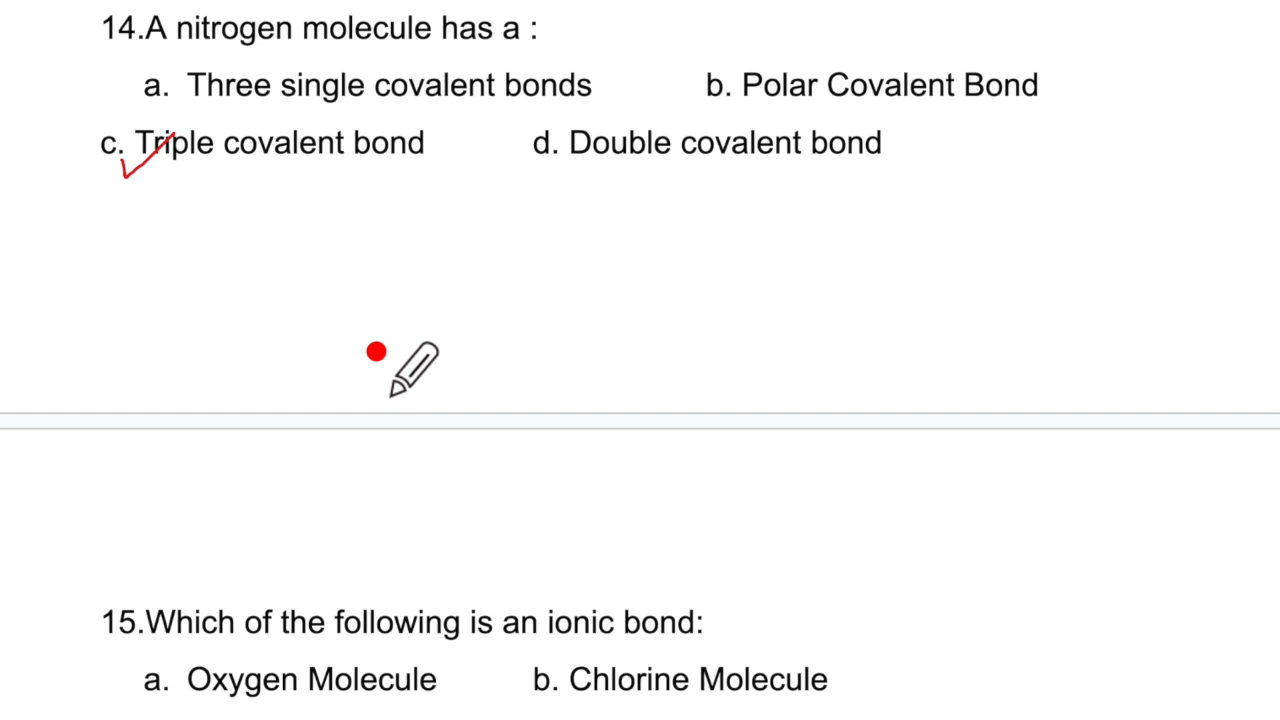 14.A nitrogen molecule has a :
a. Three single covalent bonds b. Polar Covalent Bond
c. Triple covalent bond d. Double covalent bond
15.Which of the following is an ionic bond:
a. Oxygen Molecule b. Chlorine Molecule